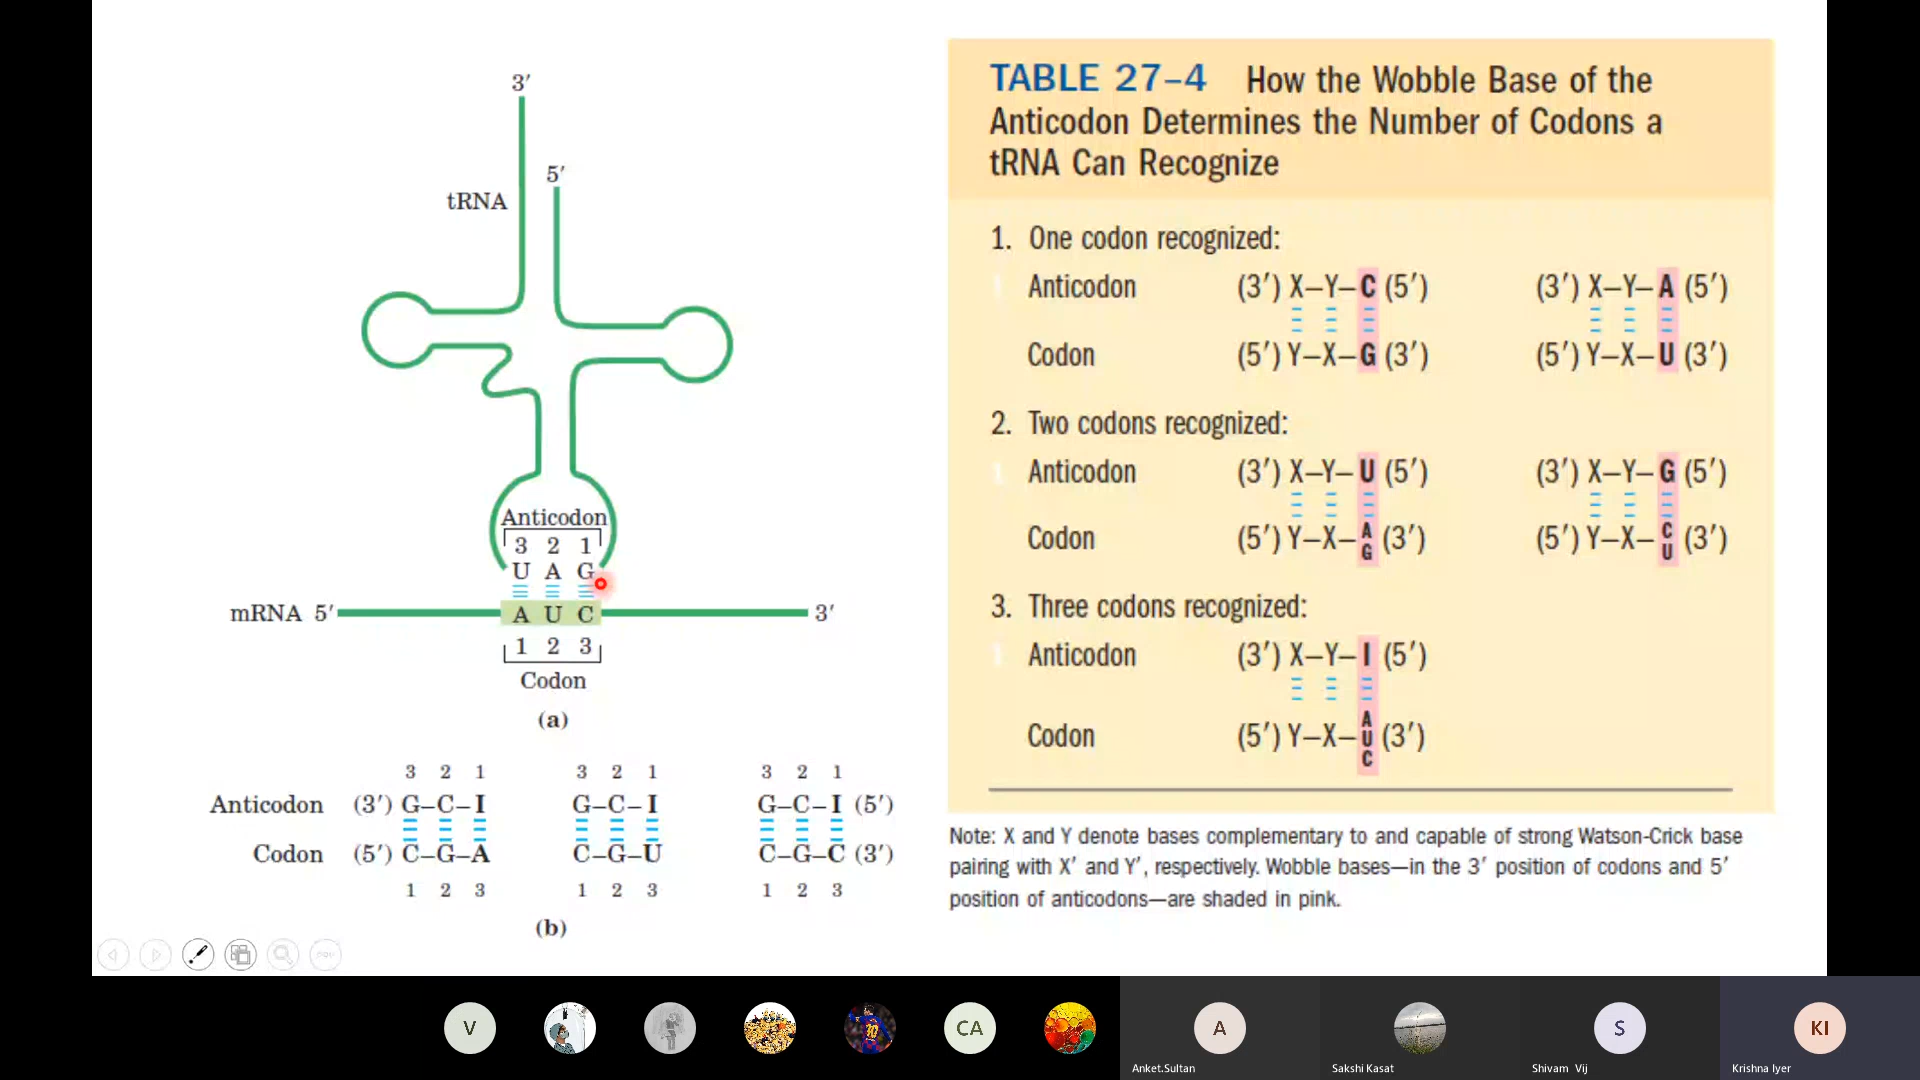 3′
5′
tRNA
Anticodon
3 2 1
U A G
mRNA 5′ A U C 3′
1 2 3
Codon
(a)
3 2 1 3 2 1 3 2 1
Anticodon (3′) G–C–I G–C–I G–C–I (5′)
Codon (5′) C–G–A C–G–U C–G–C (3′)
1 2 3 1 2 3 1 2 3
(b)
TABLE 27–4 How the Wobble Base of the
Anticodon Determines the Number of Codons a
tRNA Can Recognize
1. One codon recognized:
Anticodon (3′) X–Y–C (5′) (3′) X–Y–A (5′)
Codon (5′) Y–X–G (3′) (5′) Y–X–U (3′)
2. Two codons recognized:
Anticodon (3′) X–Y–U (5′) (3′) X–Y–G (5′)
Codon (5′) Y–X–A G (3′) (5′) Y–X–C U (3′)
3. Three codons recognized:
Anticodon (3′) X–Y–I (5′)
Codon (5′) Y–X–A U C (3′)
Note: X and Y denote bases complementary to and capable of strong Watson-Crick base
pairing with X′ and Y′, respectively. Wobble bases—in the 3′ position of codons and 5′
position of anticodons—are shaded in pink.
V CA A S KI
10
Anket.Sultan Sakshi Kasat Shivam Vij Krishna Iyer